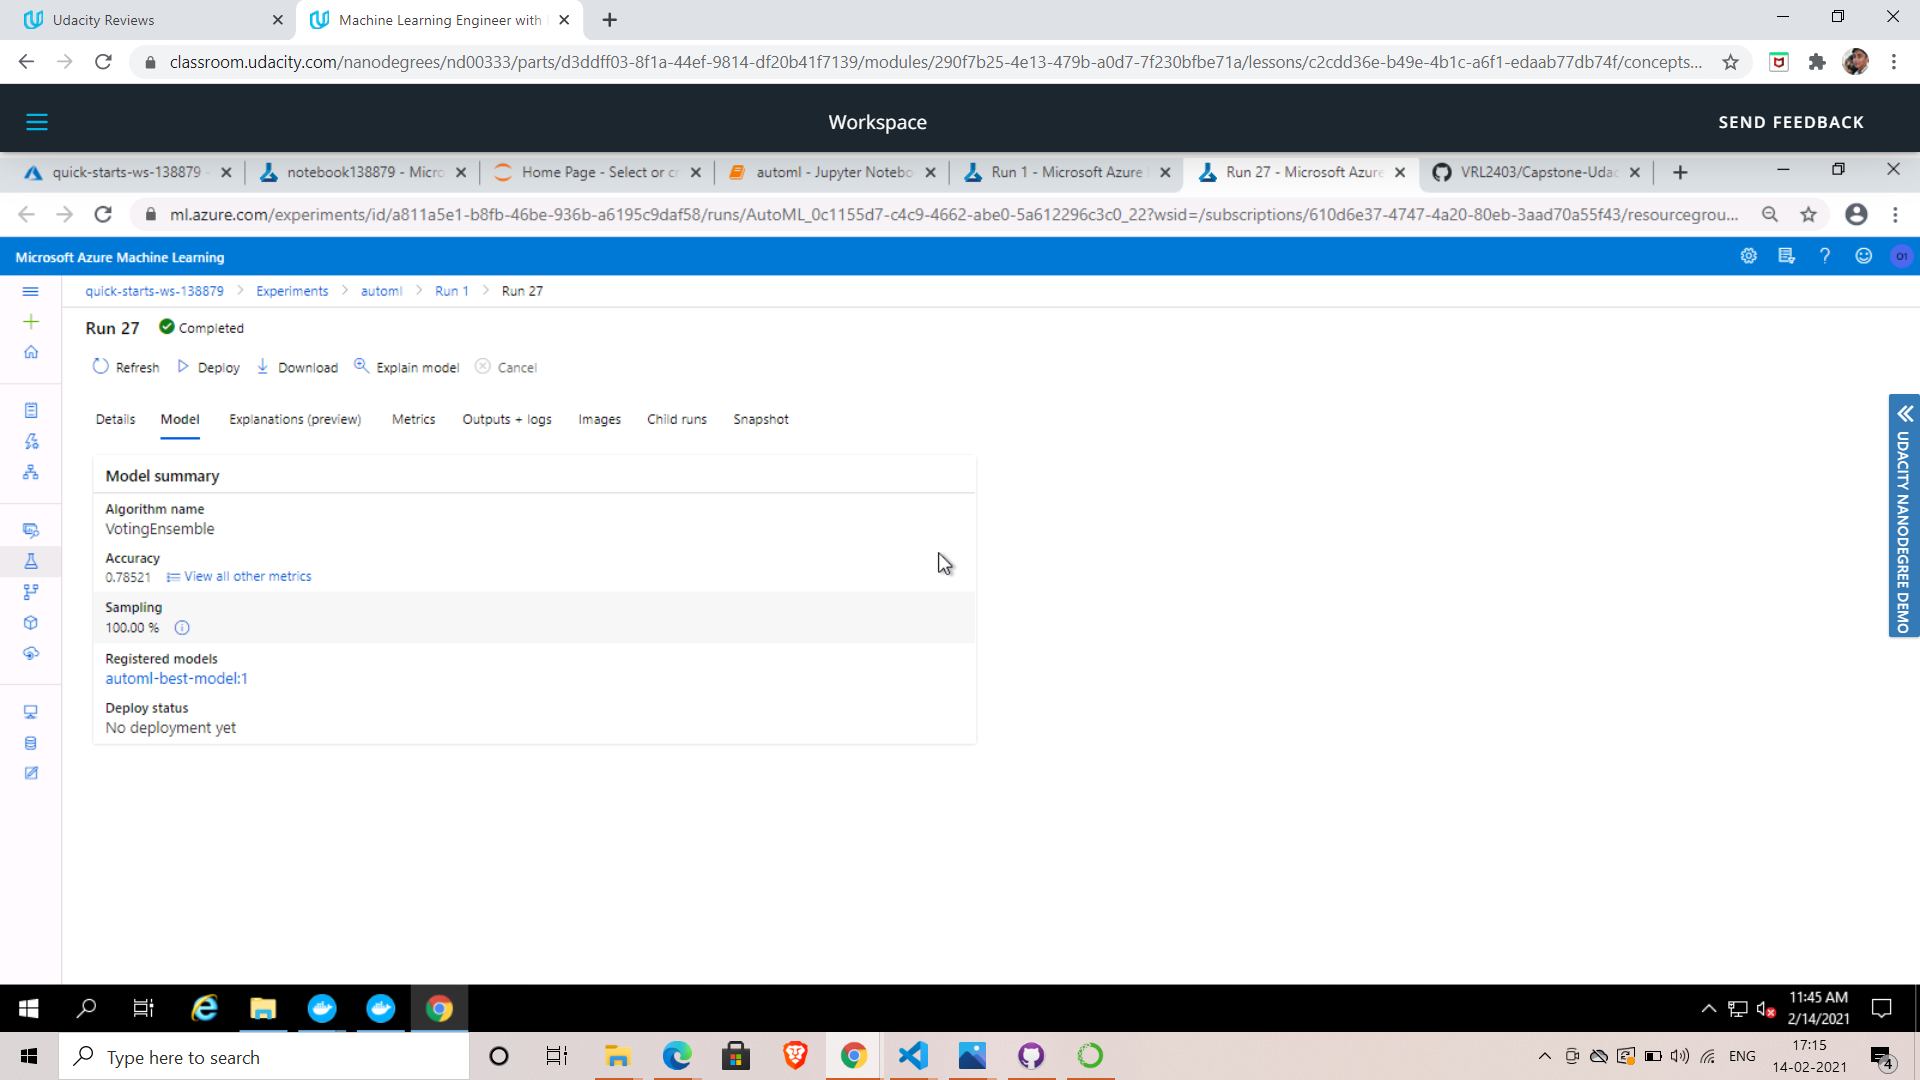 Udacity Reviews
Machine Learning Engineer with
classroom.udacity.com/nanodegrees/nd00333/parts/d3ddff03-8f1a-44ef-9814-df20b41f7139/modules/290f7b25-4e13-479b-a0d7-7f230bfbe71a/lessons/c2cdd36e-b49e-4b1c-a6f1-edaab77db74f/concepts...
Workspace
SEND FEEDBACK
quick-starts-ws-138879 -
notebook138879 - Micro
Home Page - Select or cr
automl - Jupyter Notebo
Run 1 - Microsoft Azure
Run 27 - Microsoft Azure
VRL2403/Capstone-Udac
ml.azure.com/experiments/id/a811a5e1-b8fb-46be-936b-a6195c9daf58/runs/AutoML_0c1155d7-c4c9-4662-abe0-5a612296c3c0_22?wsid=/subscriptions/610d6e37-4747-4a20-80eb-3aad70a55f43/resourcegrou...
Microsoft Azure Machine Learning
01
quick-starts-ws-138879 > Experiments > automl > Run 1 > Run 27
Run 27 Completed
Refresh Deploy Download Explain model Cancel
Details Model Explanations (preview) Metrics Outputs + logs Images Child runs Snapshot
Model summary
Algorithm name
VotingEnsemble
Accuracy
0.78521 View all other metrics
Sampling
100.00 %
Registered models
automl-best-model:1
Deploy status
No deployment yet
UDACITY NANODEGREE DEMO
11:45 AM
2/14/2021
Type here to search
ENG
17:15
14-02-2021
4